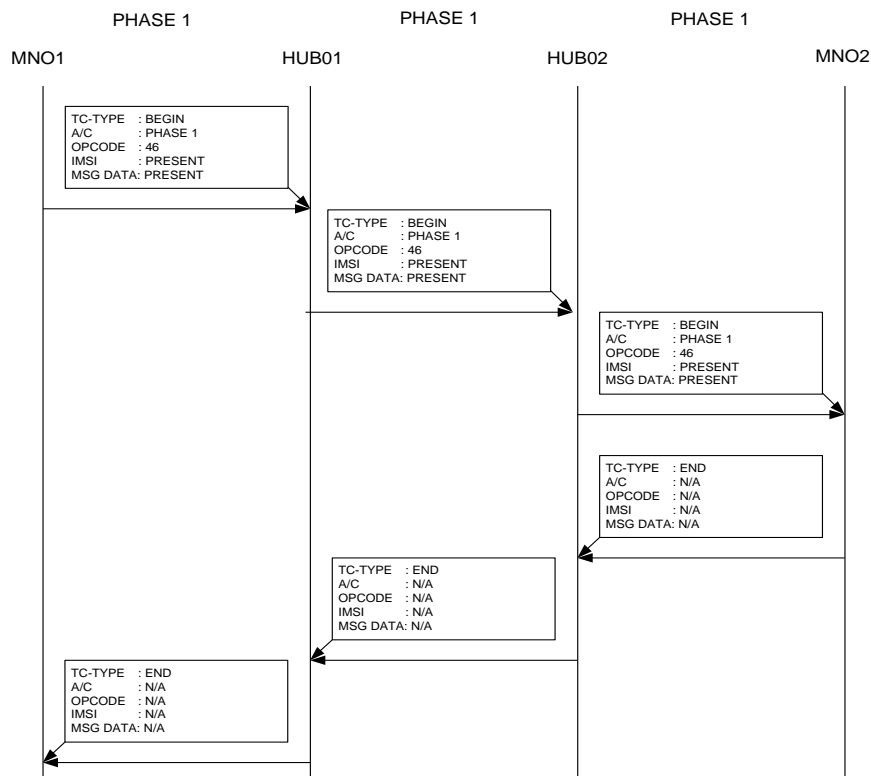 PHASE 1
PHASE 1
PHASE 1
MNO1
HUB01
HUB02
MNO2
TC-TYPE : BEGIN
A/C : PHASE 1
OPCODE : 46
IMSI : PRESENT
MSG DATA: PRESENT
TC-TYPE : BEGIN
A/C : PHASE 1
OPCODE : 46
IMSI : PRESENT
MSG DATA: PRESENT
TC-TYPE : BEGIN
A/C : PHASE 1
OPCODE : 46
IMSI : PRESENT
MSG DATA: PRESENT
TC-TYPE : END
A/C : N/A
OPCODE : N/A
IMSI : N/A
MSG DATA: N/A
TC-TYPE : END
A/C : N/A
OPCODE : N/A
IMSI : N/A
MSG DATA: N/A
TC-TYPE : END
A/C : N/A
OPCODE : N/A
IMSI : N/A
MSG DATA: N/A